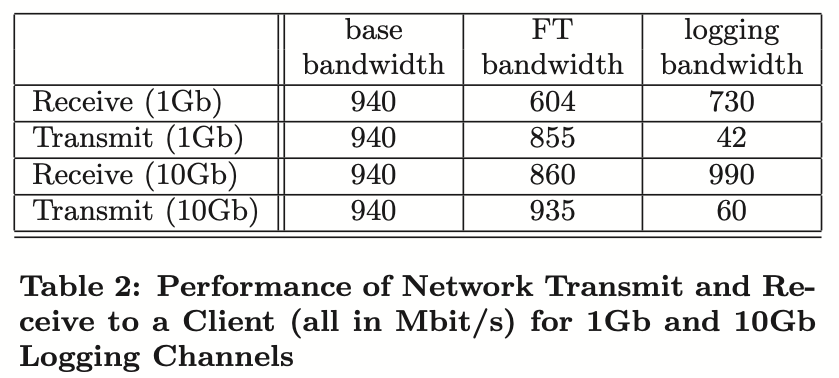 base FT logging
bandwidth bandwidth bandwidth
Receive (1Gb) 940 604 730
Transmit (1Gb) 940 855 42
Receive (10Gb) 940 860 990
Transmit (10Gb) 940 935 60
Table 2: Performance of Network Transmit and Re-
ceive to a Client (all in Mbit/s) for 1Gb and 10Gb
Logging Channels